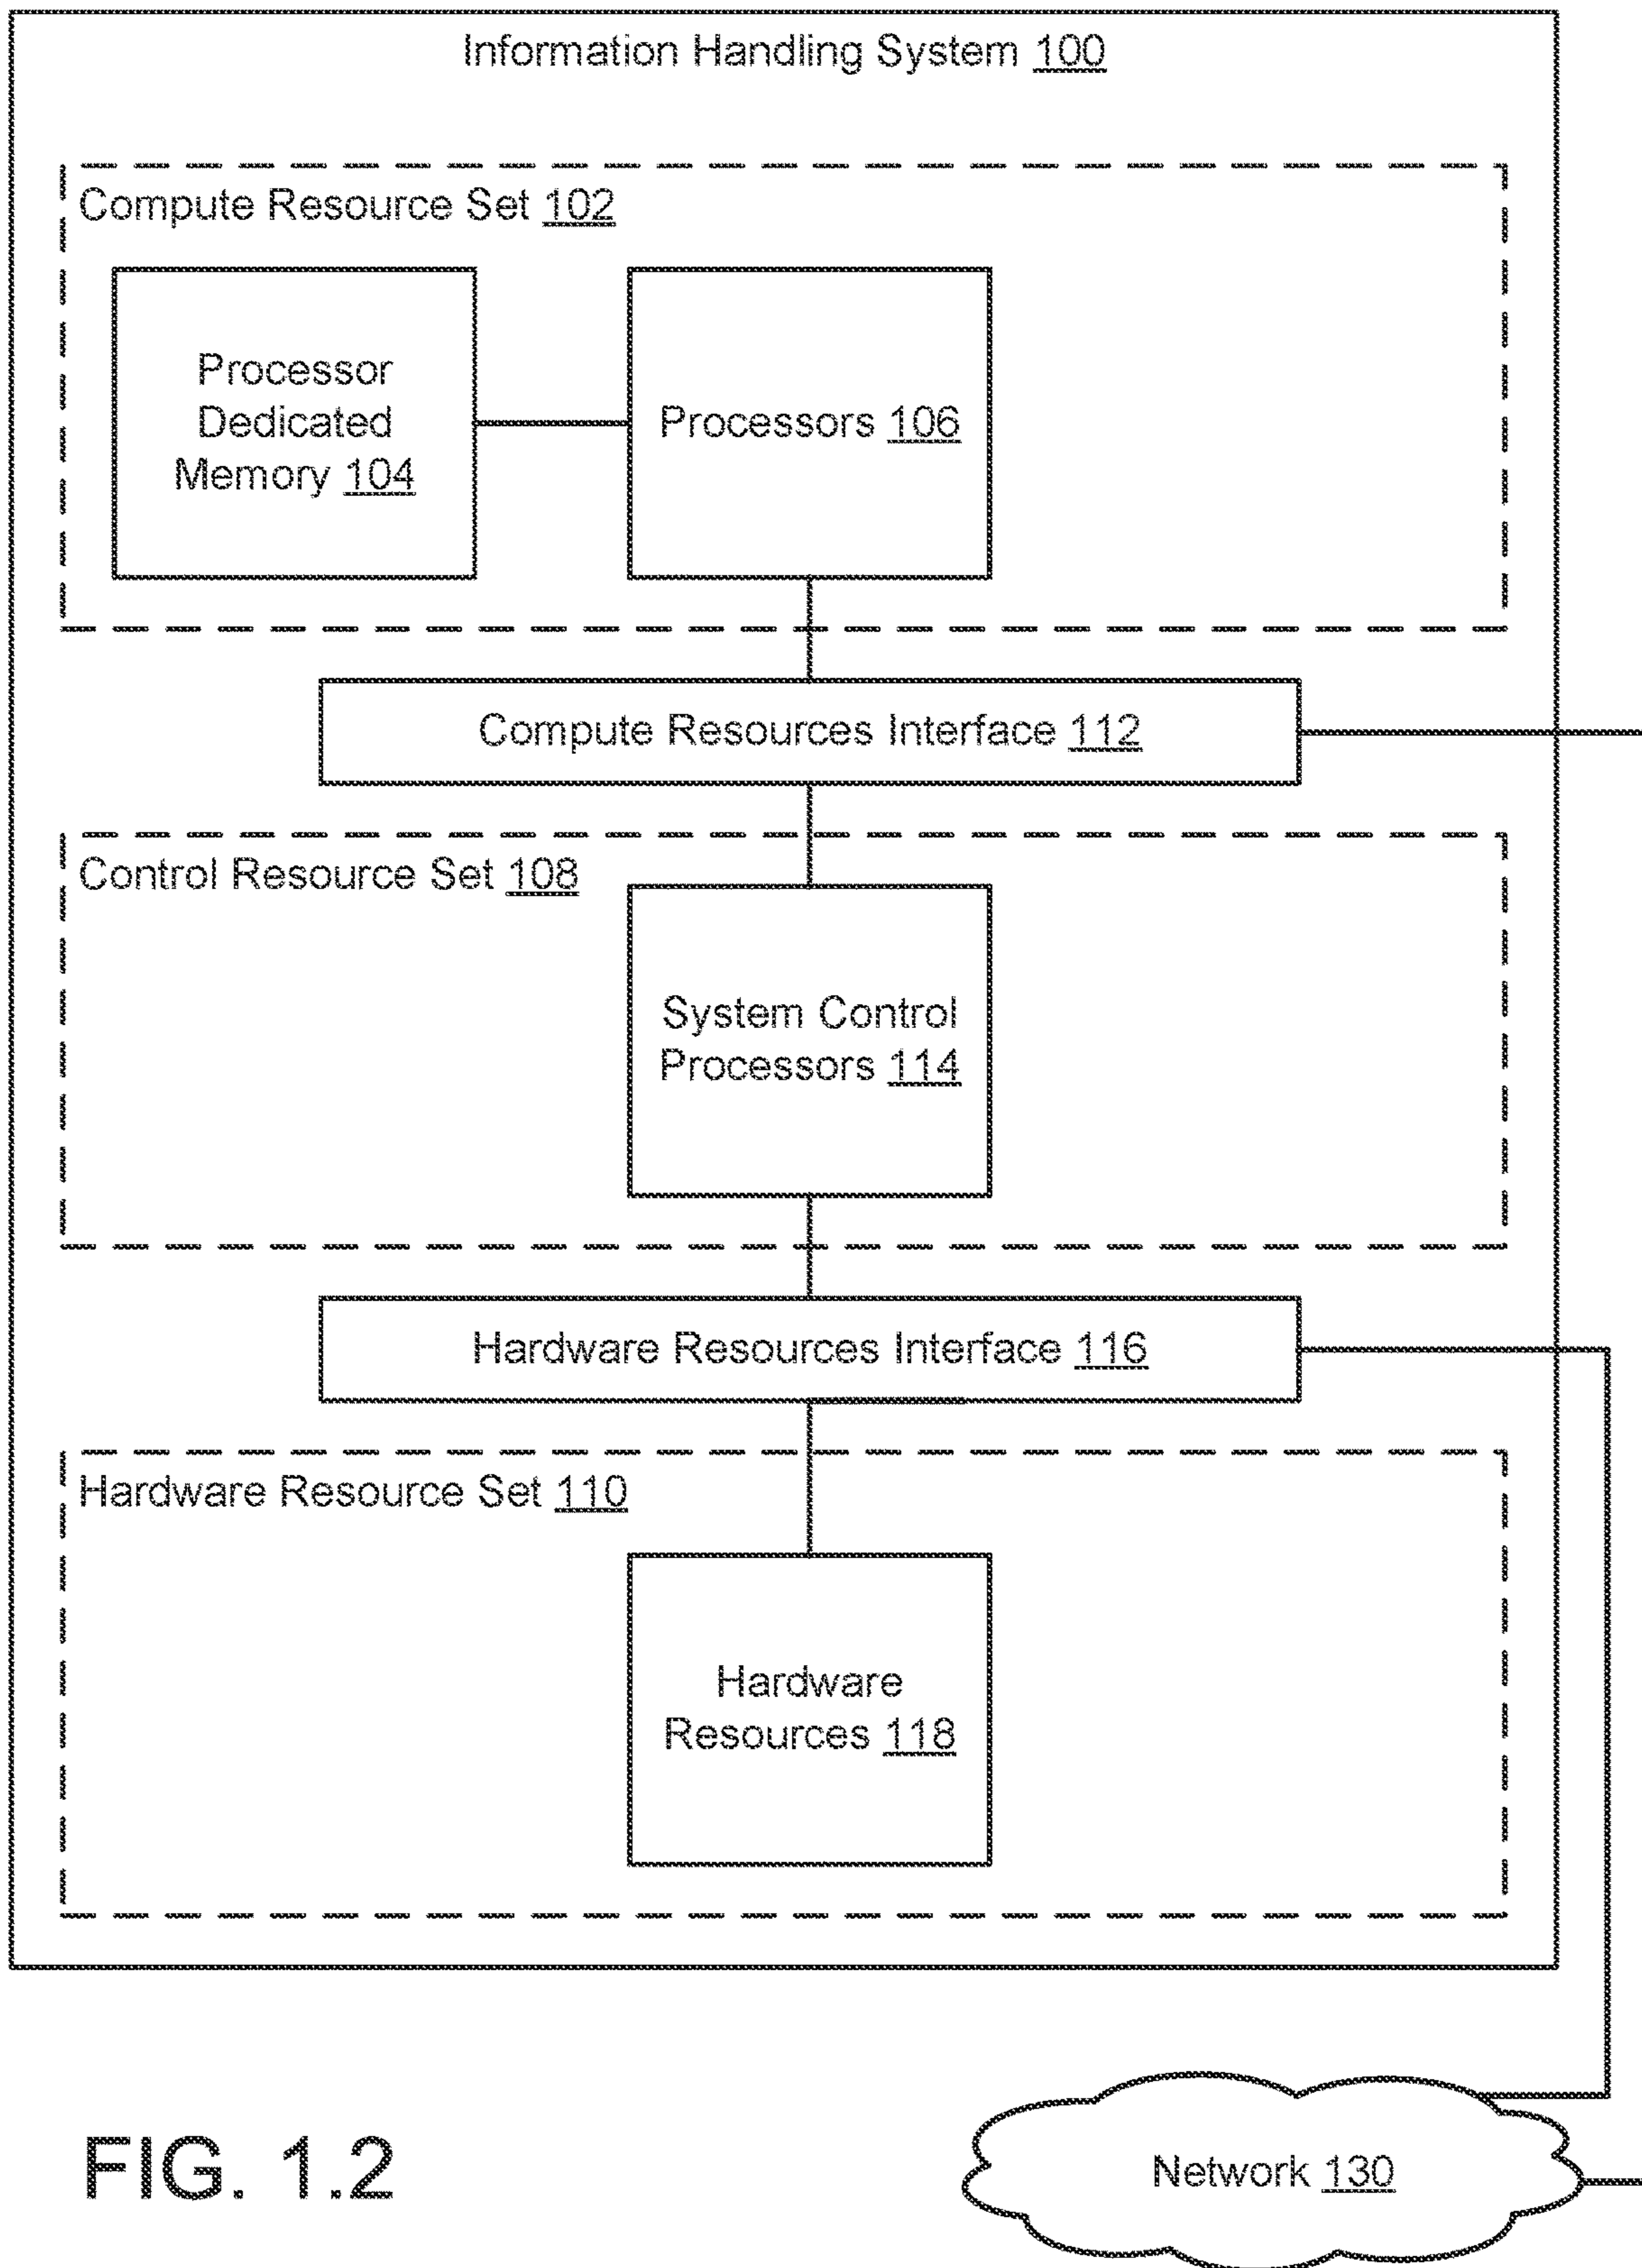 Information Handling System 100
Compute Resource Set 102
Processor
Dedicated
Memory 104
Processors 106
Compute Resources Interface 112
Control Resource Set 108
System Control
Processors 114
Hardware Resources Interface 116
Hardware Resource Set 110
Hardware
Resources 118
FIG. 1.2
Network 130